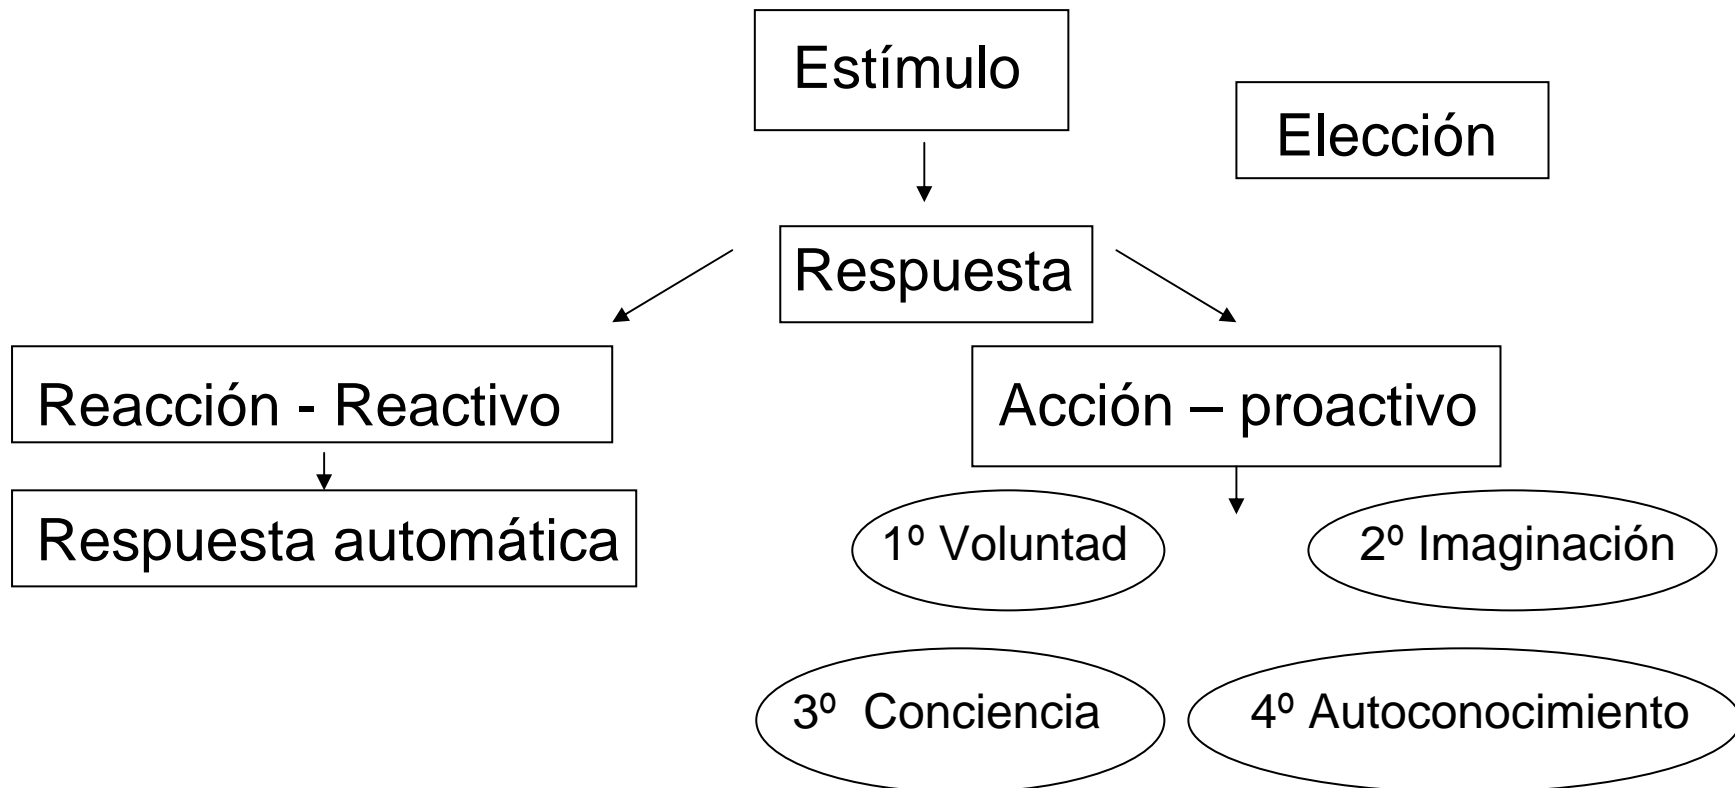 Estímulo
Elección
Respuesta
Reacción - Reactivo
Acción – proactivo
Respuesta automática
1º Voluntad
2º Imaginación
3º  Conciencia
4º Autoconocimiento